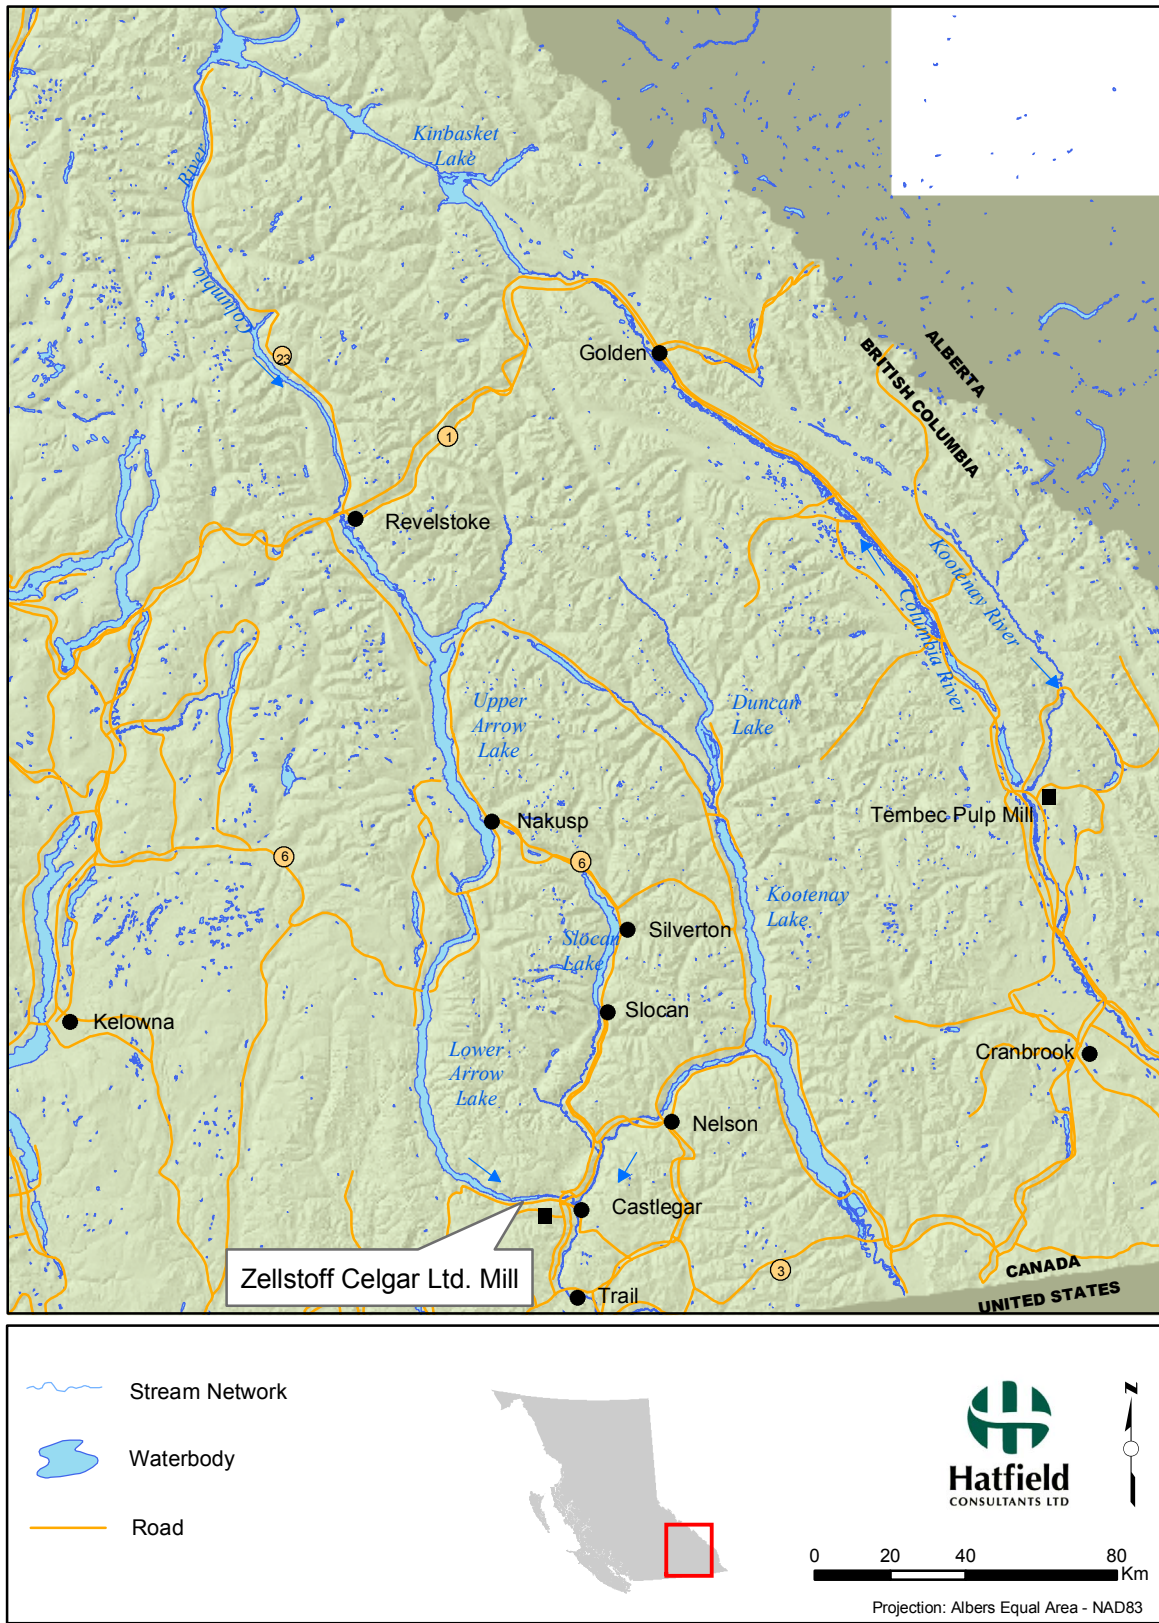 Kinbasket
Lake
River
Columbia
23
Golden
ALBERTA
BRITISH COLUMBIA
1
Revelstoke
Kootenay River
Columbia River
Upper
Arrow
Lake
Duncan
Lake
Tembec Pulp Mill
Nakusp
6
6
Kootenay
Lake
Silverton
Slocan
Lake
Slocan
Kelowna
Lower
Arrow
Lake
Cranbrook
Nelson
Castlegar
Zellstoff Celgar Ltd. Mill
3
CANADA
UNITED STATES
Trail
Stream Network
Waterbody
Road
Hatfield
CONSULTANTS LTD
N
0 20 40 80
Km
Projection: Albers Equal Area - NAD83